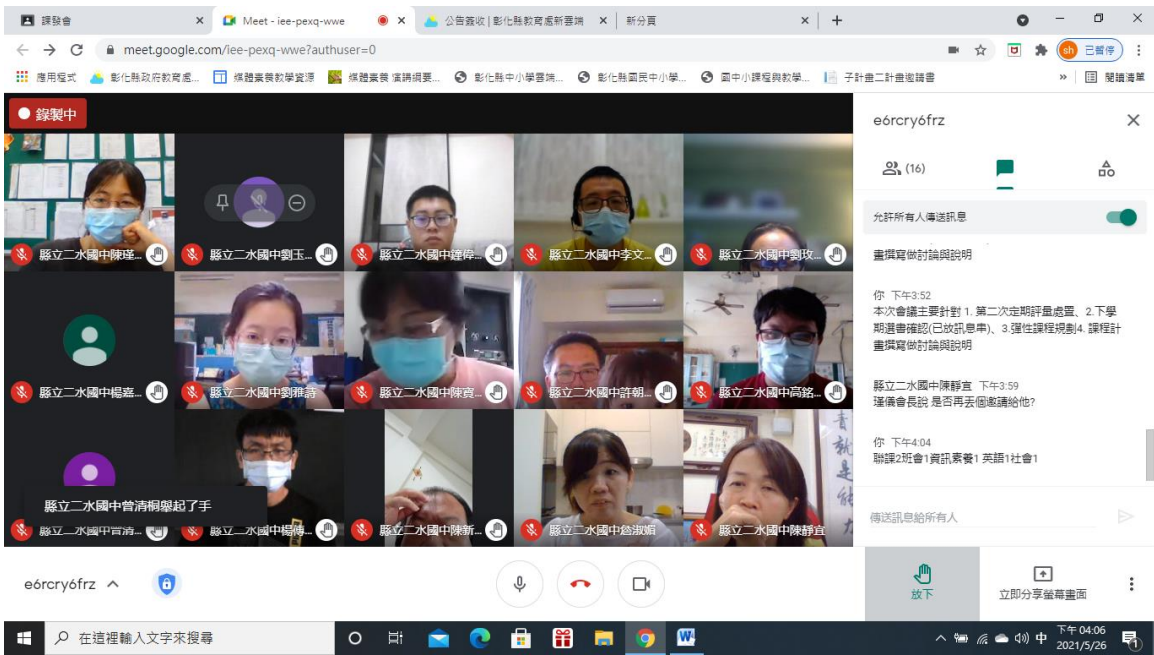 課發會
Meet - iee-pexq-wwe
公告簽收 | 彰化縣教育處新雲端
新分頁
meet.google.com/iee-pexq-wwe?authuser=0
sh
已暫停
應用程式
彰化縣政府教育處...
媒體素養教學資源
媒體素養 演講綱要...
彰化縣中小學雲端...
彰化縣國民中小學...
國中小課程與教學...
子計畫二計畫邀請書
»
閱讀清單
錄製中
e6rcry6frz
(16)
允許所有人傳送訊息
縣立二水國中陳瑾...
縣立二水國中劉玉...
縣立二水國中鐘偉...
縣立二水國中李文...
縣立二水國中劉玫...
縣立二水國中楊嘉...
縣立二水國中劉雅詩
縣立二水國中陳寶...
縣立二水國中許朝...
縣立二水國中高銘...
縣立二水國中曾清桐舉起了手
縣立二水國中曾清...
縣立二水國中楊傅...
縣立二水國中陳新...
縣立二水國中詹淑媚
縣立二水國中陳靜宜
畫撰寫做討論與說明
你 下午3:52
本次會議主要針對 1. 第二次定期評量處置、2.下學
期選書確認(已放訊息串)、3.彈性課程規劃4. 課程計
畫撰寫做討論與說明
縣立二水國中陳靜宜 下午3:59
瑾儀會長說 是否再丟個邀請給他?
你 下午4:04
聯課2班會1資訊素養1 英語1社會1
傳送訊息給所有人
e6rcry6frz
放下
立即分享螢幕畫面
在這裡輸入文字來搜尋
中
下午 04:06
2021/5/26
1